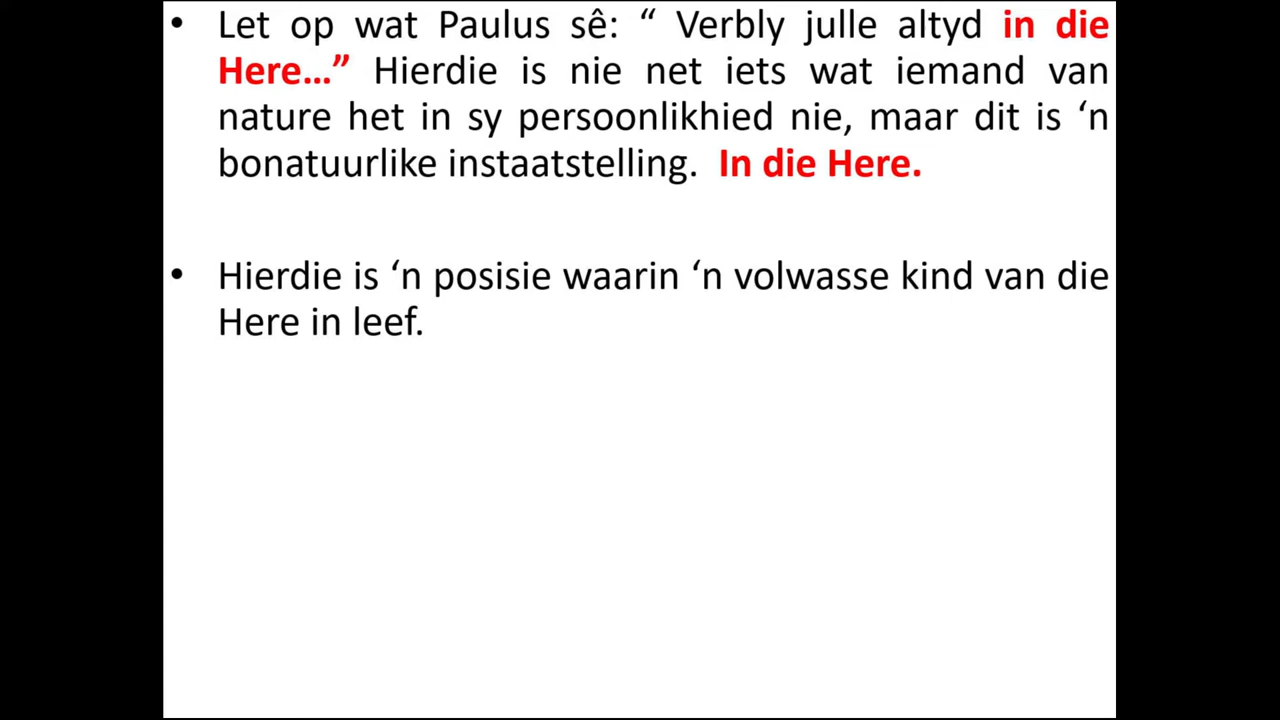 • Let op wat Paulus sê: “ Verbly julle altyd in die
Here…” Hierdie is nie net iets wat iemand van
nature het in sy persoonlikhied nie, maar dit is ‘n
bonatuurlike instaatstelling.  In die Here.
• Hierdie is ‘n posisie waarin ‘n volwasse kind van die
Here in leef.